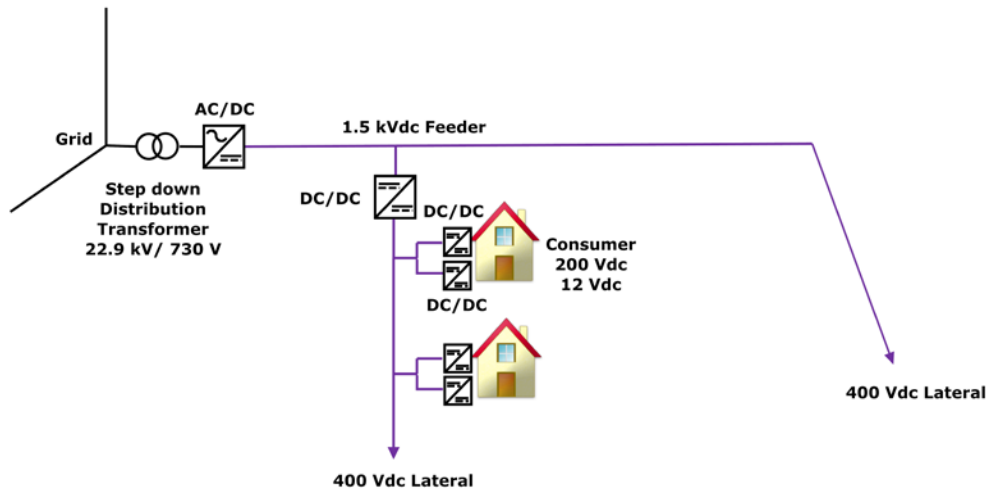 AC/DC
1.5 kVdc Feeder
Grid
Step down
Distribution
Transformer
22.9 kV/ 730 V
DC/DC
DC/DC
Consumer
200 Vdc
12 Vdc
DC/DC
400 Vdc Lateral
400 Vdc Lateral